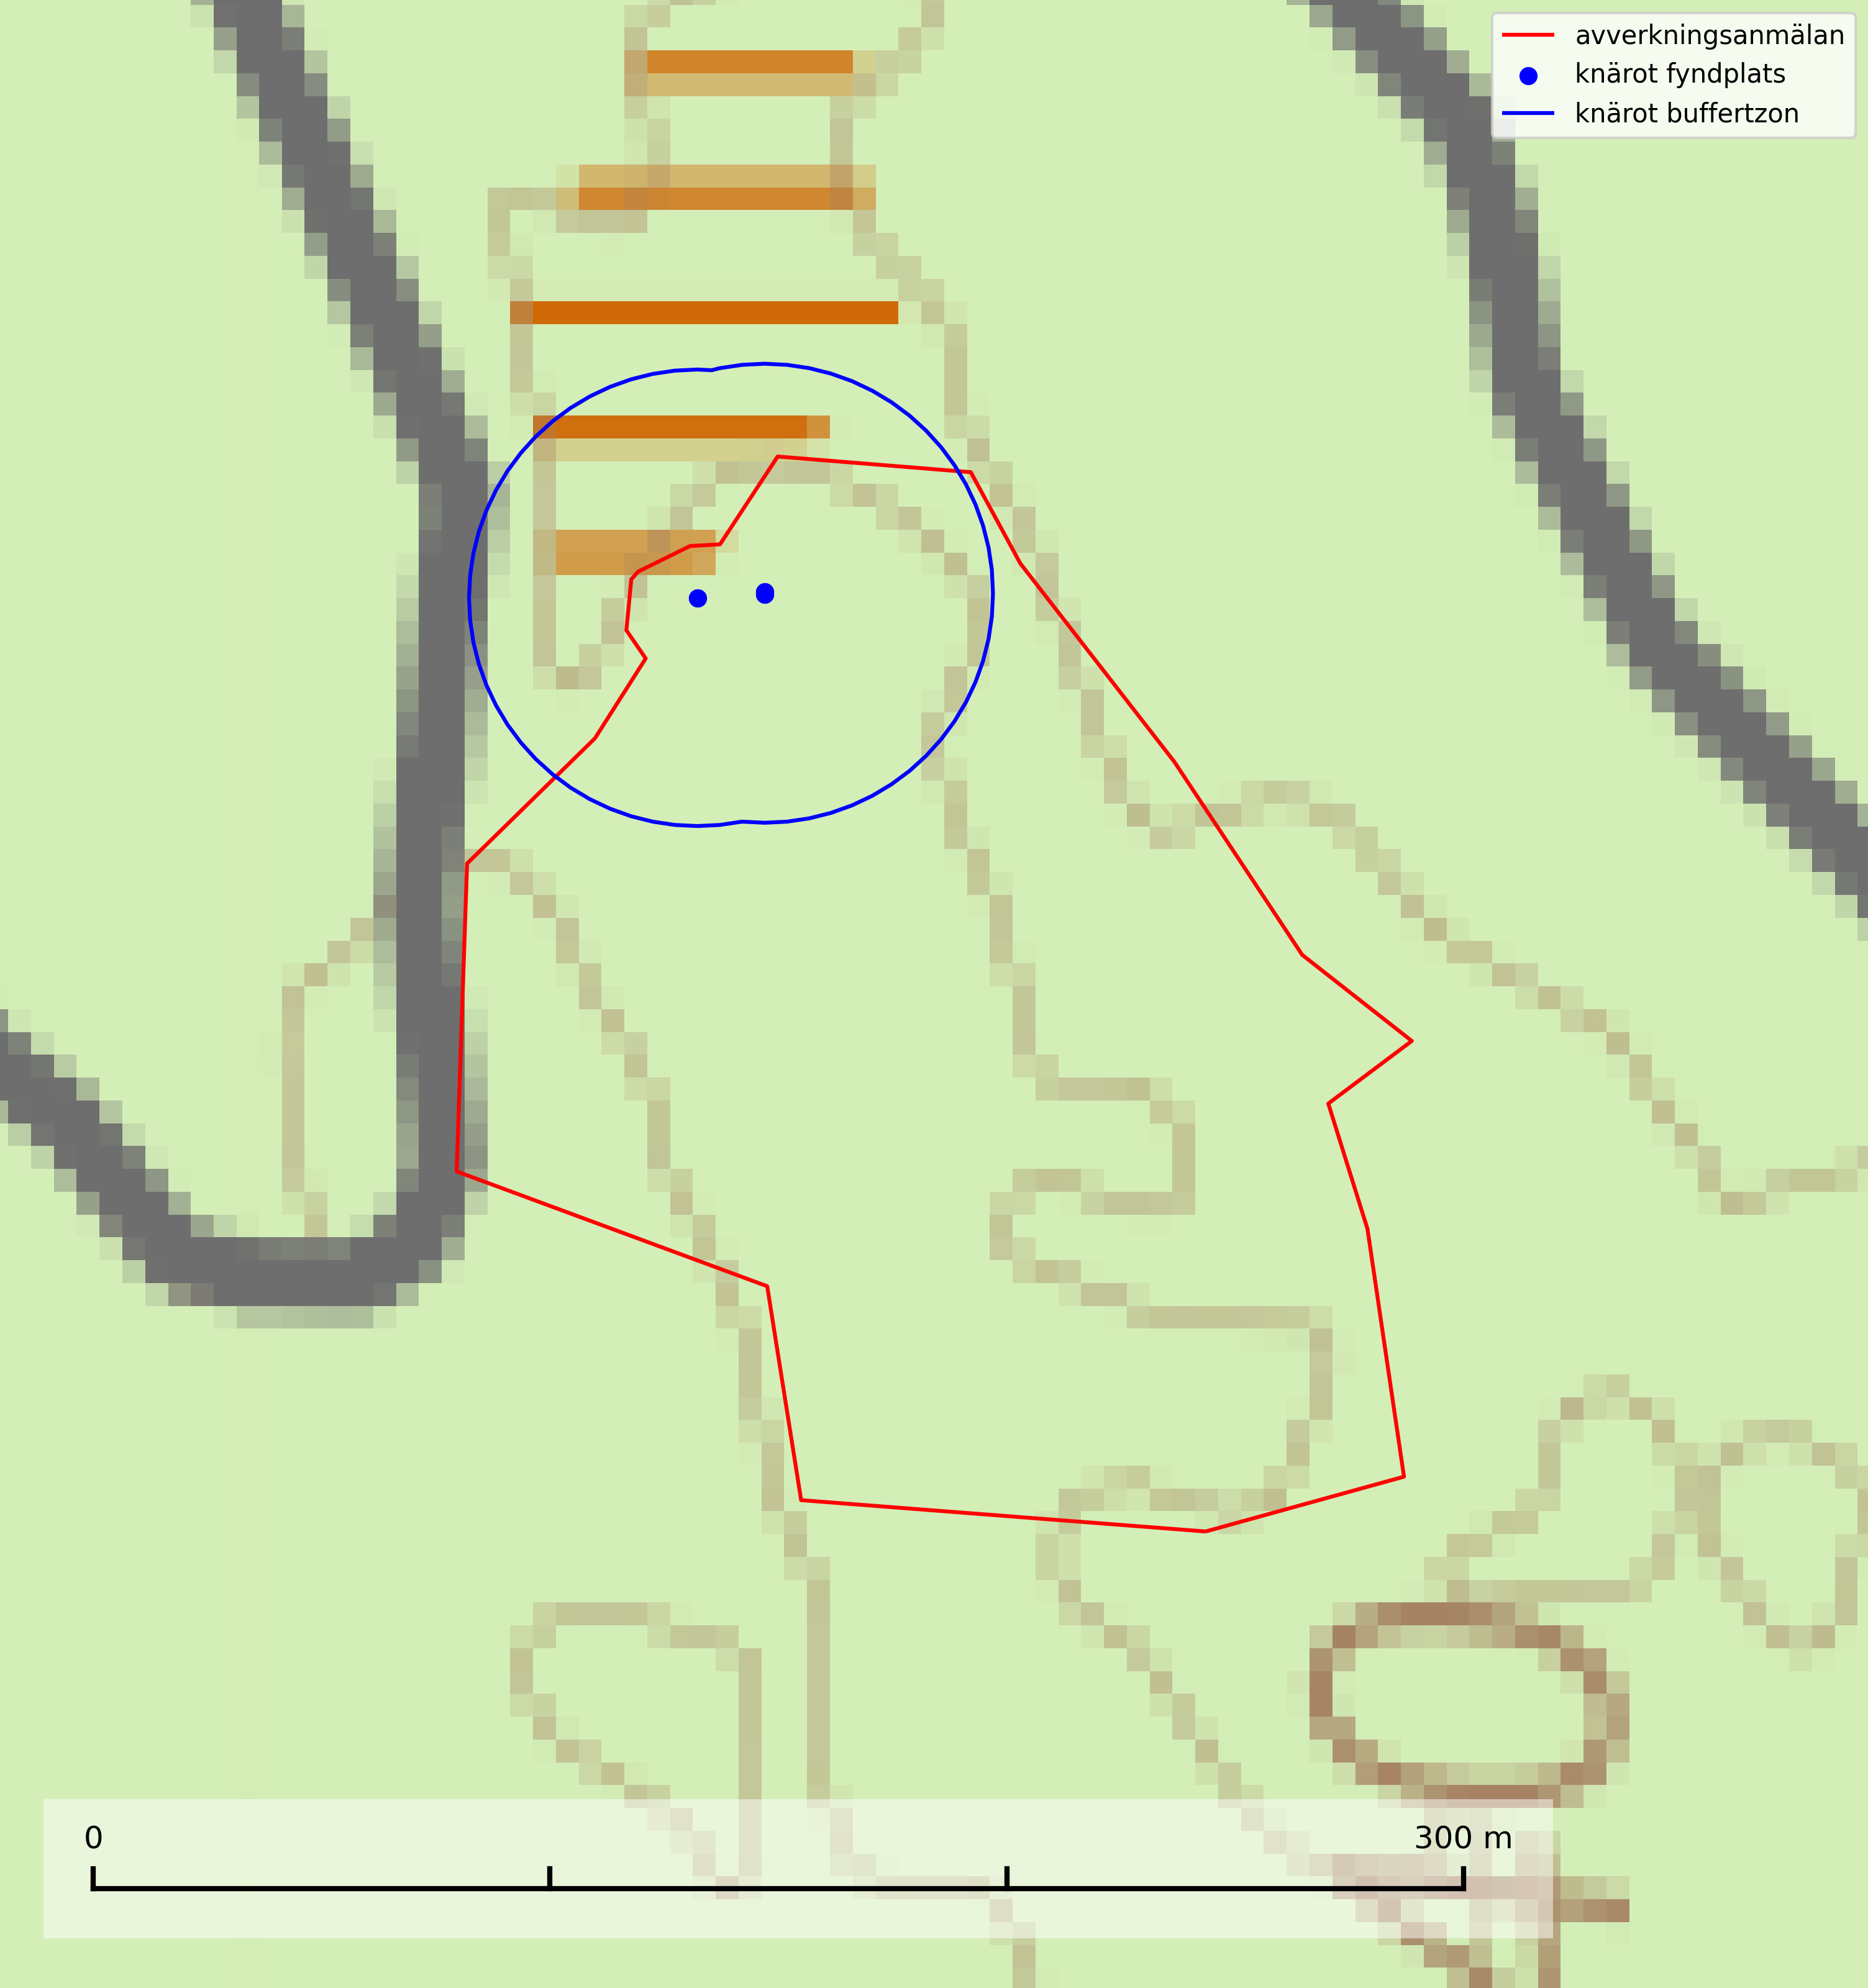 avverkningsanmälan
knärot fyndplats
knärot buffertzon
0 300 m